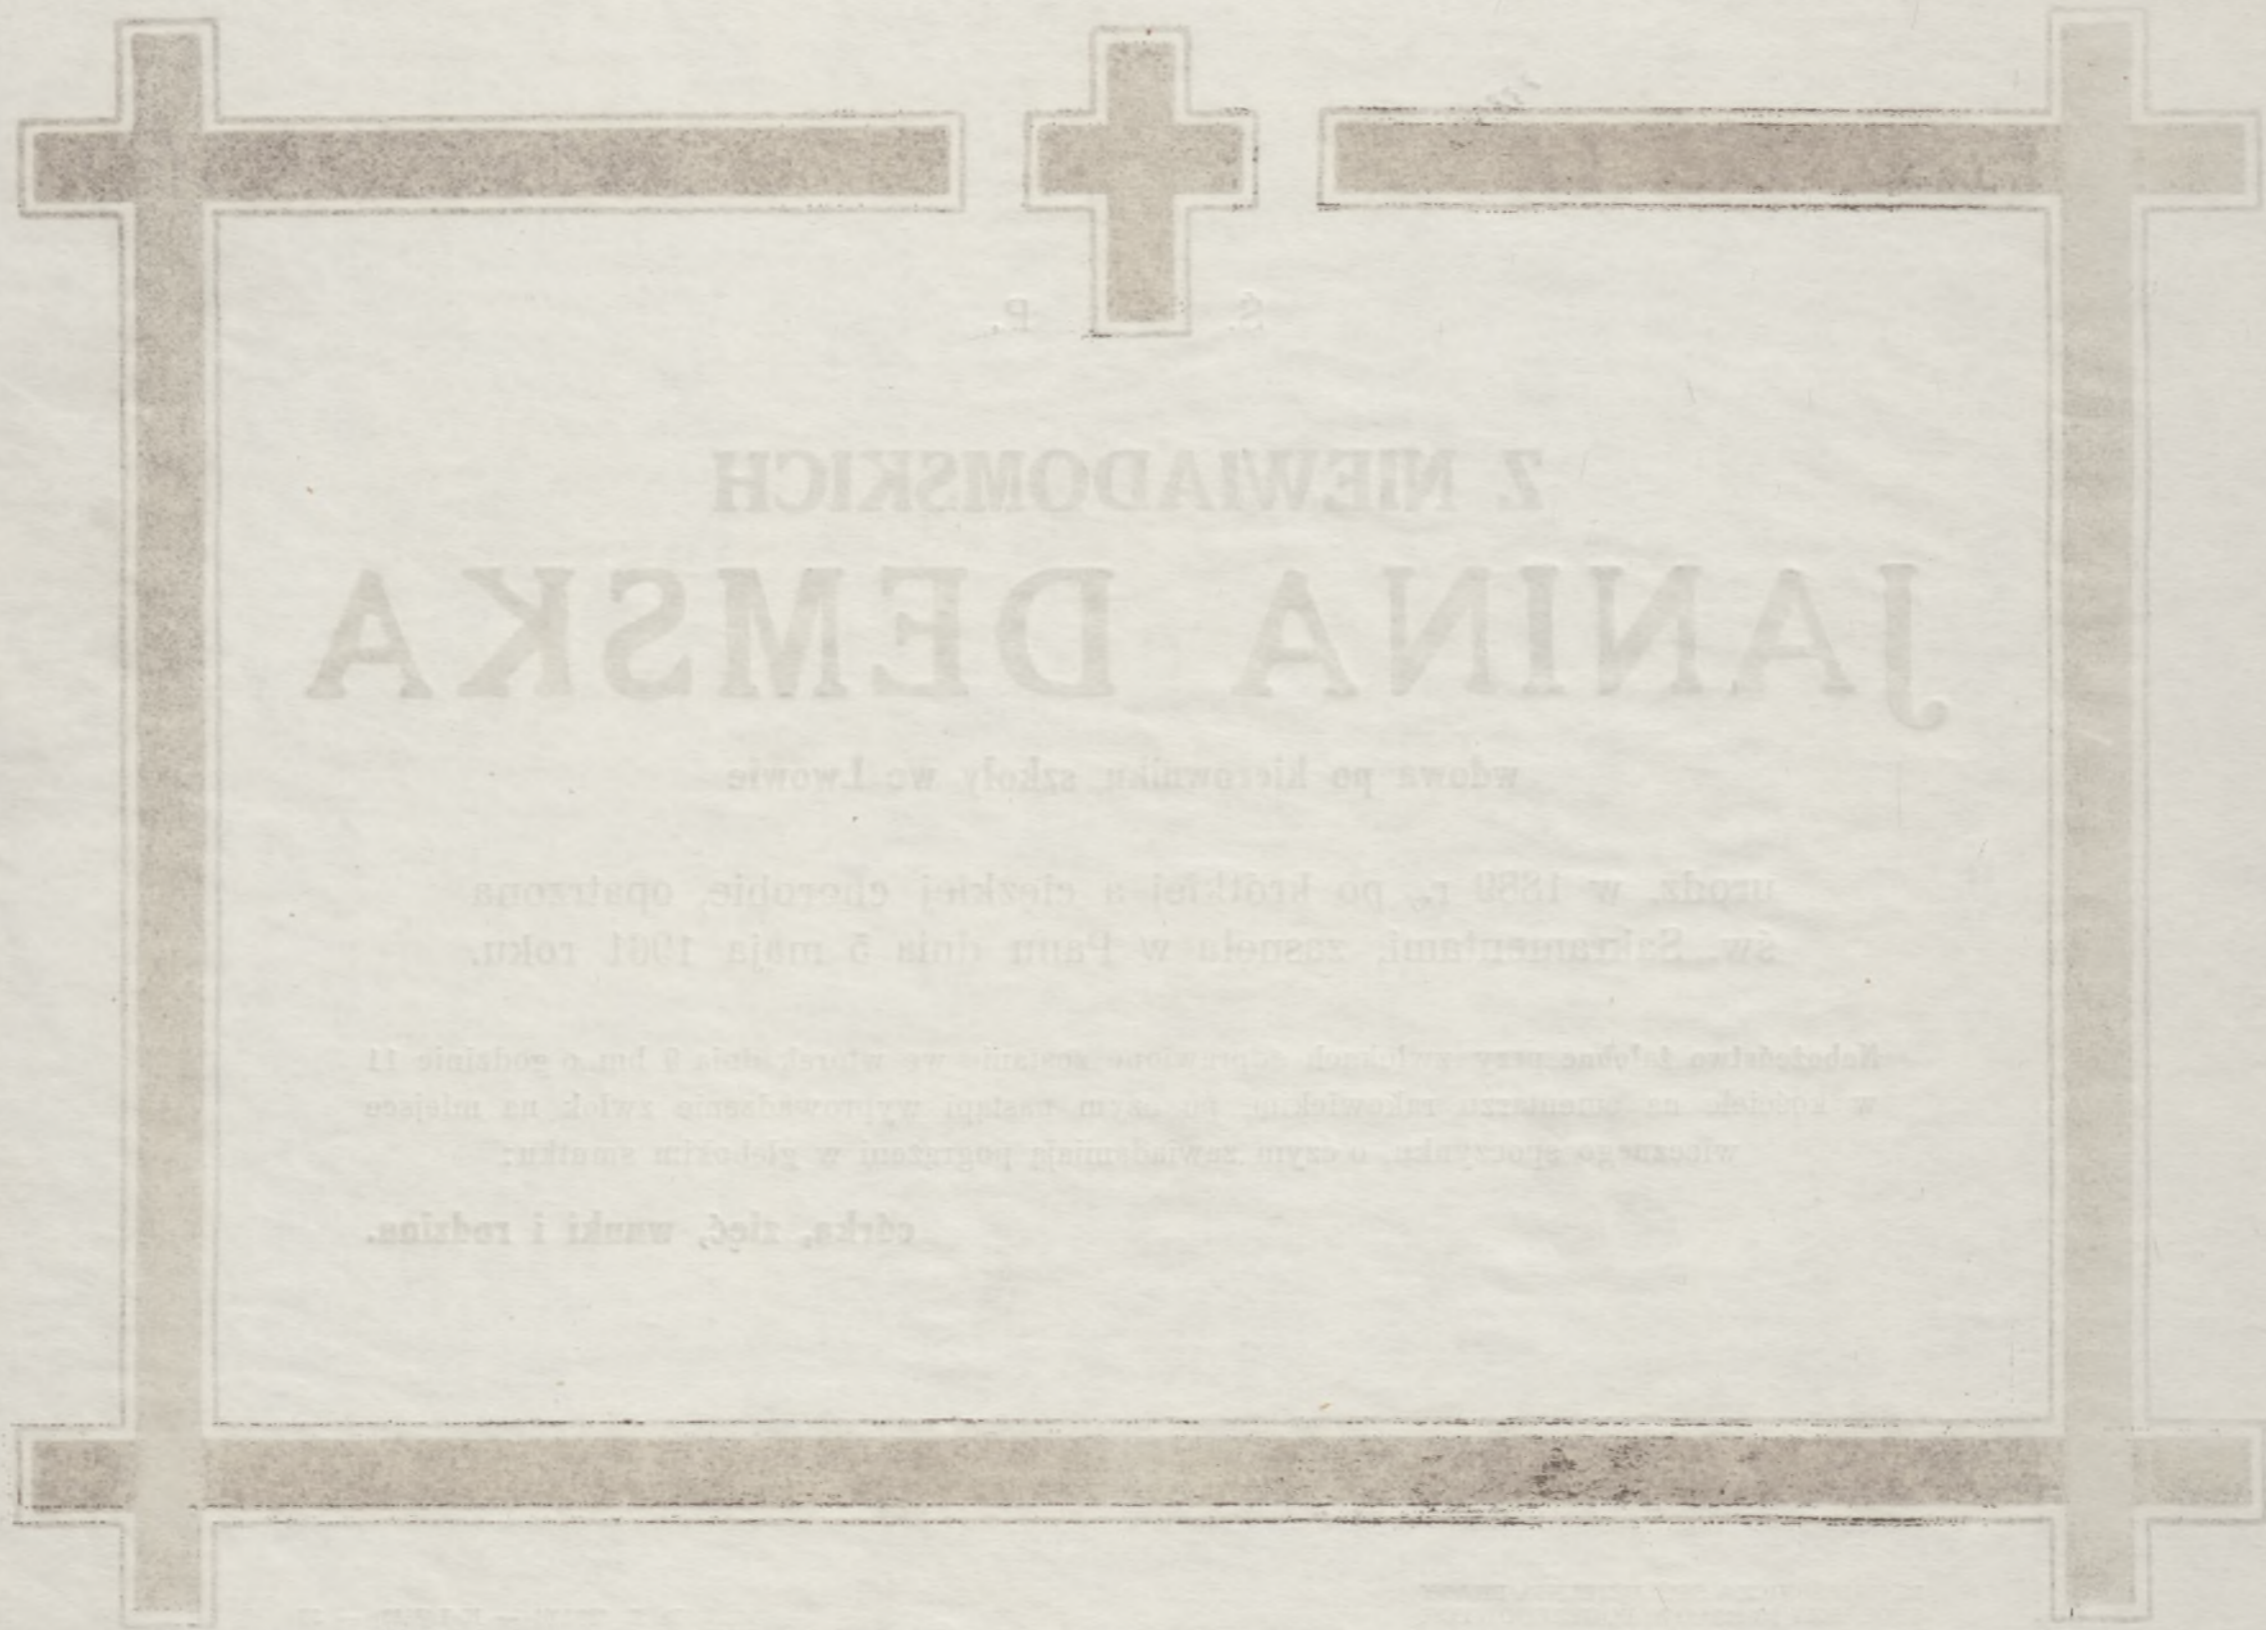 Ś. P.
Z NIEWIADOMSKICH
JANINA DEMSKA
wdowa po kierowniku szkoły we Lwowie
urodz. w 1889 r., po krótkiej a ciężkiej chorobie, opatrzona
św. Sakramentami, zasnęła w Panu dnia 5 maja 1961 roku.
Nabożeństwo żałobne przy zwłokach odprawione zostanie we wtorek dnia 9 bm. o godzinie 11
w kościele na cmentarzu rakowickim, po czym nastąpi wyprowadzenie zwłok na miejsce
wiecznego spoczynku, o czym zawiadamiają pogrążeni w głębokim smutku:
córka, zięć, wnuki i rodzina.